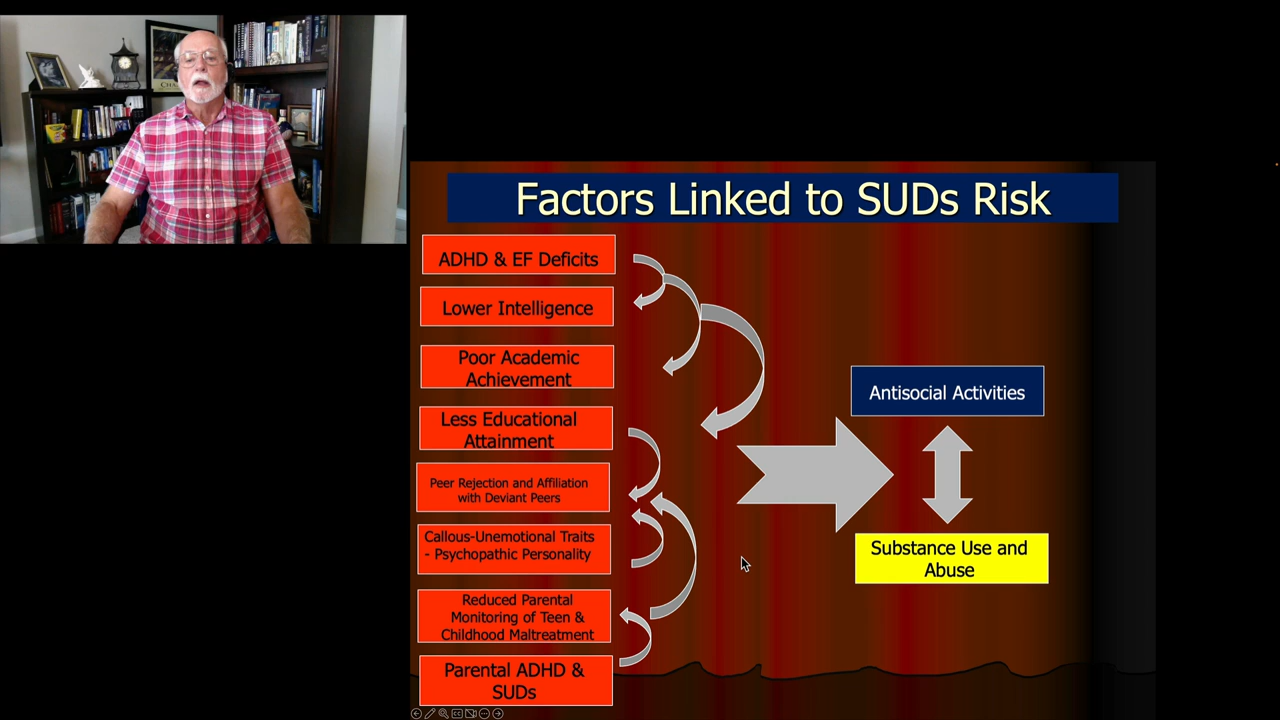 Factors Linked to SUDs Risk
ADHD & EF Deficits
Lower Intelligence
Poor Academic
Achievement
Less Educational
Attainment
Peer Rejection and Affiliation
with Deviant Peers
Callous-Unemotional Traits
- Psychopathic Personality
Reduced Parental
Monitoring of Teen &
Childhood Maltreatment
Parental ADHD &
SUDs
Antisocial Activities
Substance Use and
Abuse